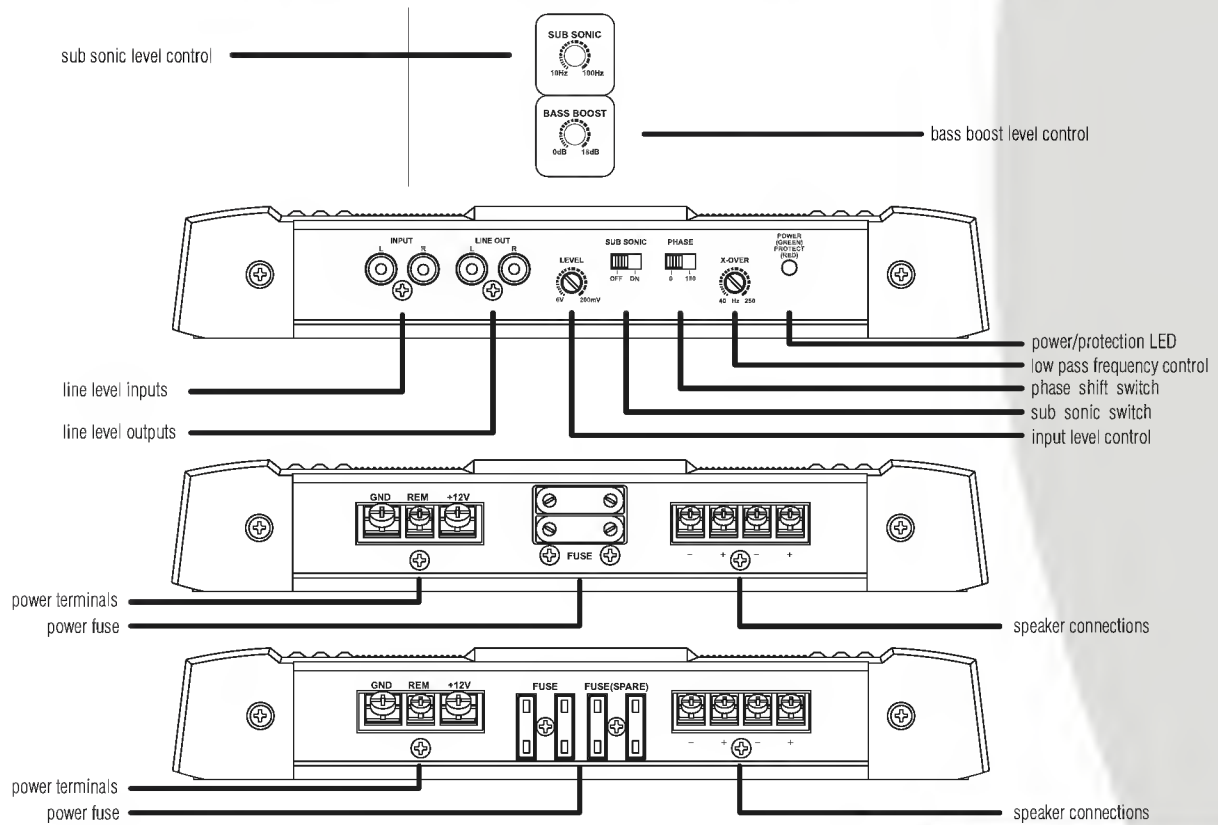 SUB SONIC
10Hz 100Hz
sub sonic level control
BASS BOOST
0dB 18dB
bass boost level control
INPUT
L R
LINE OUT
L R
LEVEL
6V 200mV
SUB SONIC
OFF ON
PHASE
0 180
X-OVER
40 Hz 250
POWER
(GREEN)
PROTECT
(RED)
power/protection LED
low pass frequency control
phase shift switch
sub sonic switch
input level control
line level inputs
line level outputs
GND REM +12V
FUSE
- + - +
power terminals
power fuse
speaker connections
GND REM +12V
FUSE FUSE(SPARE)
- + - +
power terminals
power fuse
speaker connections